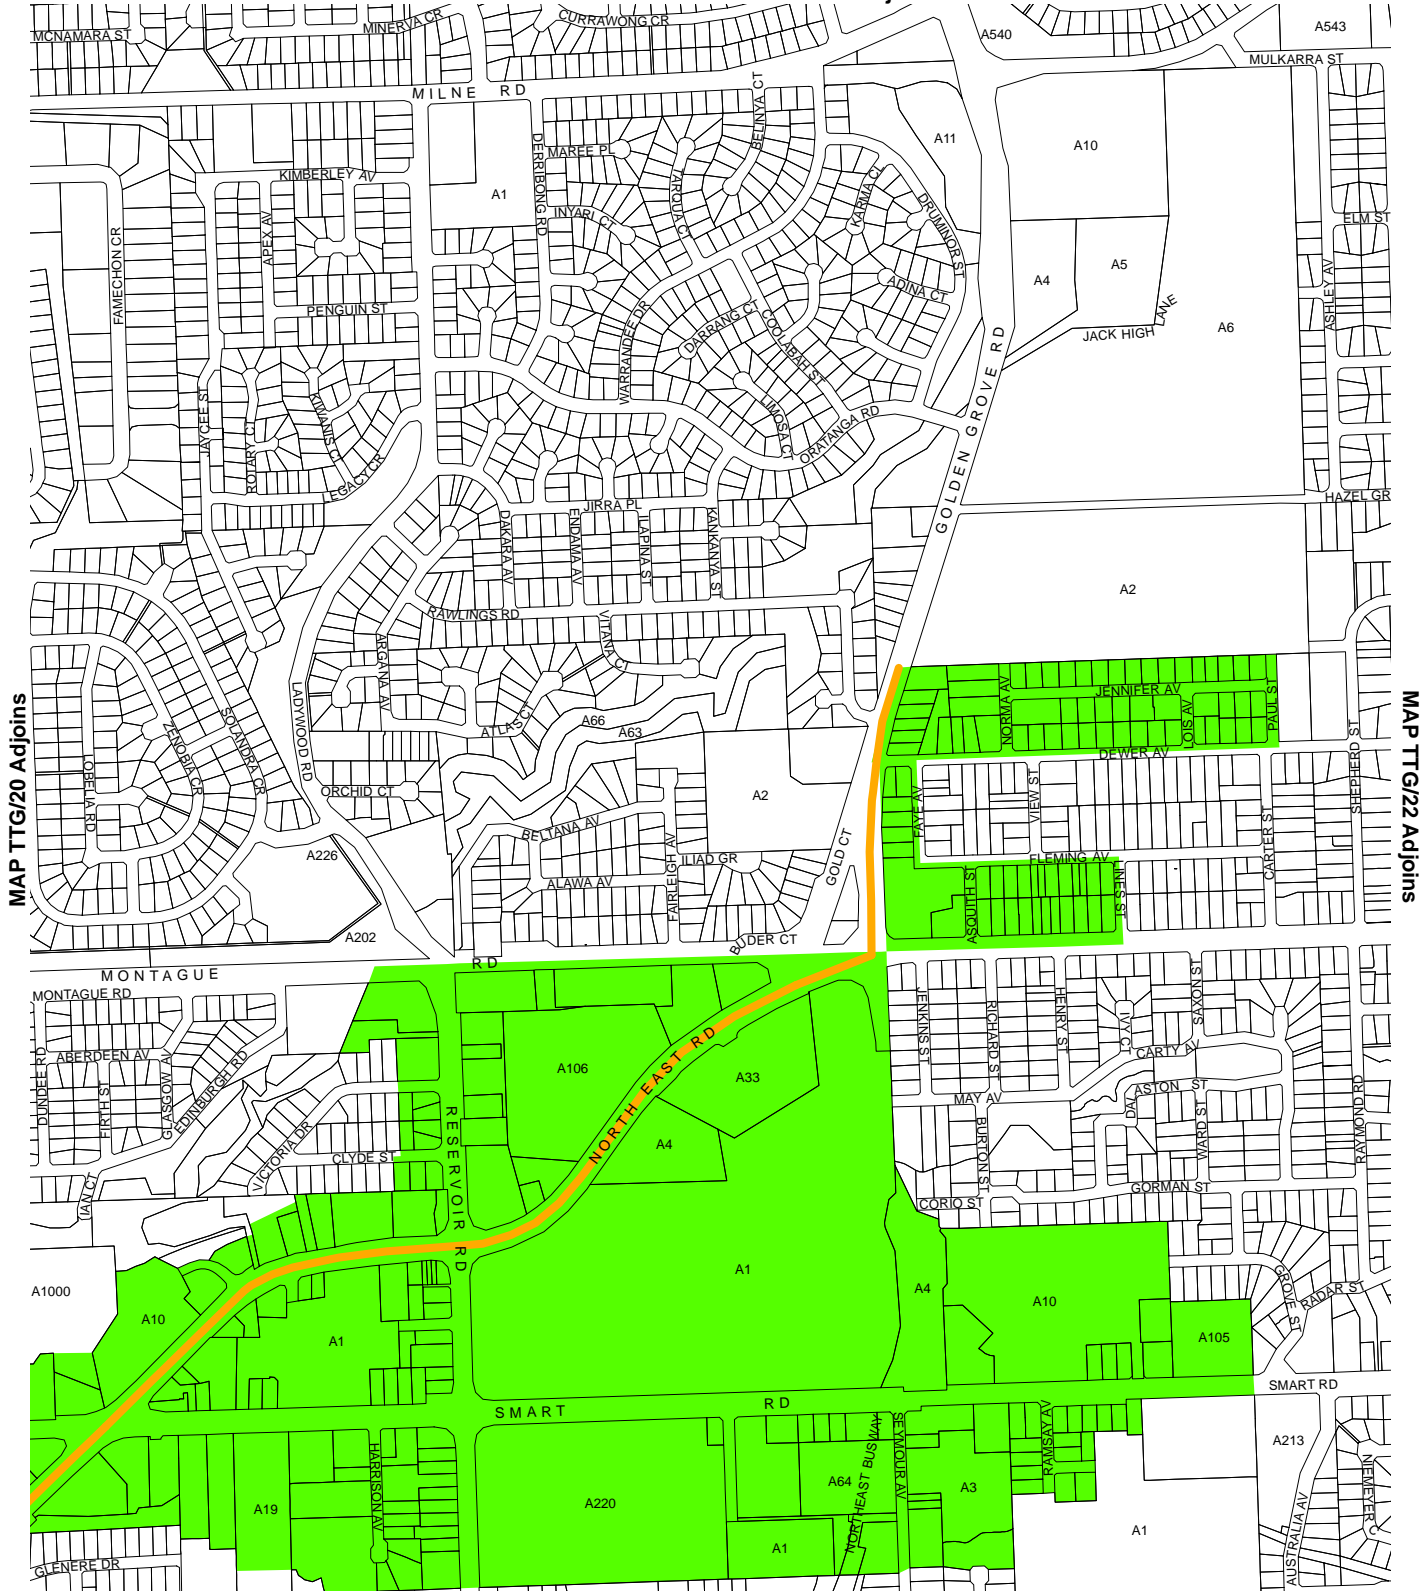 CURRAWONG CR
MINERVA CR
MCNAMARA ST
A540
A543
MULKARRA ST
MILNE RD
BELINYA CT
DERRIBONG RD
MAREE PL
A11
A10
KIMBERLEY AV
TARQUA CT
KARMA CT
A1
APEX AV
INYARI CT
DRUMINOR ST
ELM ST
FAMECHON CR
A4
A5
ADINA CT
ASHLEY AV
PENGUIN ST
WARRANDEE DR
DARRANG CT
COOLABAH ST
JACK HIGH LANE
A6
GOLDEN GROVE RD
JAYCEE ST
ROTARY CT
KIWANIS CT
LEGACY CR
LIMOSA CT
ORATANGA RD
HAZEL GR
JIRRA PL
DAKARA AV
ENDAMA AV
ILAPINA ST
KANKANYA ST
A2
RAWLINGS RD
VITANA CT
ARGANA AV
LAIDYWOOD RD
ATLAS CT
A66
A63
NORMA AV
JENNIFER AV
LOIS AV
PAUL ST
MAP TTG/20 Adjoins
MAP TTG/22 Adjoins
ZENOBIA CR
SOLANDRA CR
LOBELIA RD
DEWER AV
SHEPHERD ST
ORCHID CT
A2
FAYE AV
VIEW ST
BELTANA AV
CARTER ST
A226
ILIAD GR
GOLD CT
FLEMING AV
ALAWA AV
FAIRLEIGH AV
ASQUITH ST
LINES ST
A202
BUDER CT
MONTAGUE RD
MONTAGUE RD
JENKINS ST
RICHARD ST
HENRY ST
IVY CT
SAXON ST
ABERDEEN AV
CARTY AV
DUNDEE RD
FIRTH ST
GLASGOW AV
EDINBURGH RD
A106
A33
NORTH EAST RD
MAY AV
ASTON ST
WARD ST
RAYMOND RD
VICTORIA DR
RESERVOIR RD
A4
BURTON ST
CLYDE ST
IAN CT
CORIO ST
GORMAN ST
A1
A1000
A4
A10
GROVE ST
RADAR ST
A10
A1
A105
SMART RD
SMART RD
HARRISON AV
NORTHEAST BUSWAY
SEYMOUR AV
RAMSAY AV
A213
A19
A220
A64
A3
NIEMEYER C
A1
A1
AUSTRALIA AV
GLENERE DR